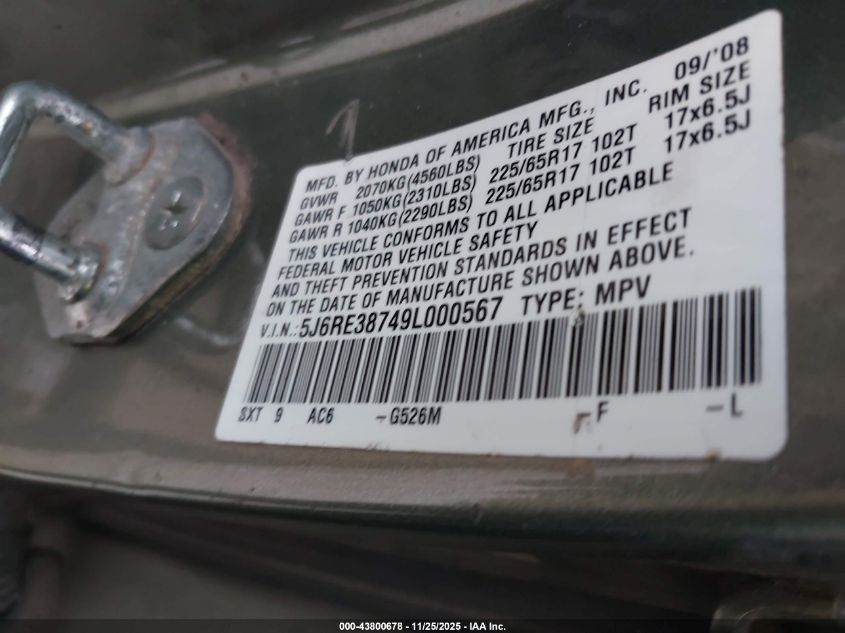 MFD. BY HONDA OF AMERICA MFG., INC. 09/'08
GVWR 2070KG(4560LBS) TIRE SIZE RIM SIZE
GAWR F 1050KG(2310LBS) 225/65R17 102T 17x6.5J
GAWR R 1040KG(2290LBS) 225/65R17 102T 17x6.5J
THIS VEHICLE CONFORMS TO ALL APPLICABLE
FEDERAL MOTOR VEHICLE SAFETY
AND THEFT PREVENTION STANDARDS IN EFFECT
ON THE DATE OF MANUFACTURE SHOWN ABOVE.
V.I.N.: 5J6RE38749L000567 TYPE: MPV
SXT 9 AC6 -G526M -F -L
000-43800678 - 11/25/2025 - IAA Inc.